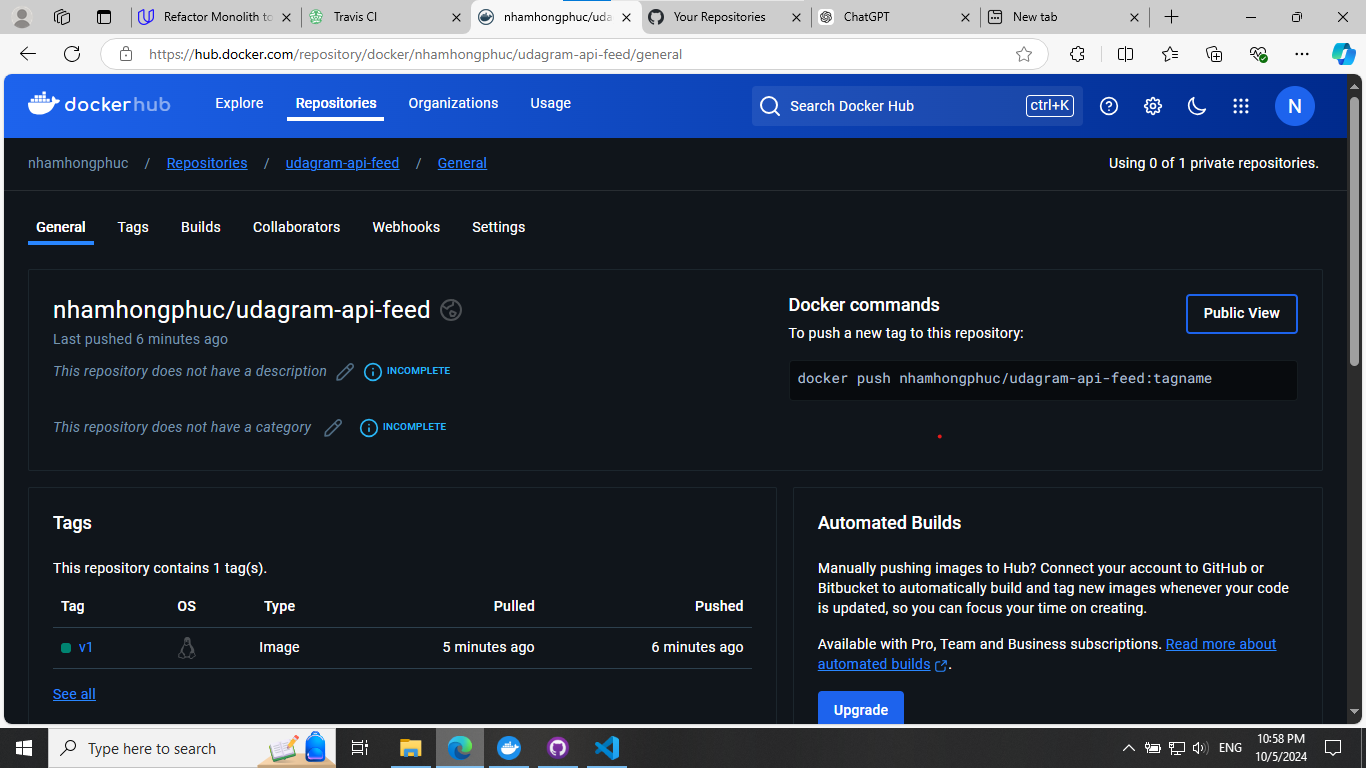 Refactor Monolith to
Travis CI
nhamhongphuc/uda
Your Repositories
ChatGPT
New tab
https://hub.docker.com/repository/docker/nhamhongphuc/udagram-api-feed/general
dockerhub
Explore
Repositories
Organizations
Usage
Search Docker Hub
ctrl+K
N
nhamhongphuc / Repositories / udagram-api-feed / General
Using 0 of 1 private repositories.
General
Tags
Builds
Collaborators
Webhooks
Settings
nhamhongphuc/udagram-api-feed
Last pushed 6 minutes ago
This repository does not have a description
INCOMPLETE
This repository does not have a category
INCOMPLETE
Docker commands
To push a new tag to this repository:
Public View
docker push nhamhongphuc/udagram-api-feed:tagname
Tags
This repository contains 1 tag(s).
Tag OS Type Pulled Pushed
v1 Image 5 minutes ago 6 minutes ago
See all
Automated Builds
Manually pushing images to Hub? Connect your account to GitHub or
Bitbucket to automatically build and tag new images whenever your code
is updated, so you can focus your time on creating.
Available with Pro, Team and Business subscriptions. Read more about
automated builds .
Upgrade
Type here to search
ENG
10:58 PM
10/5/2024